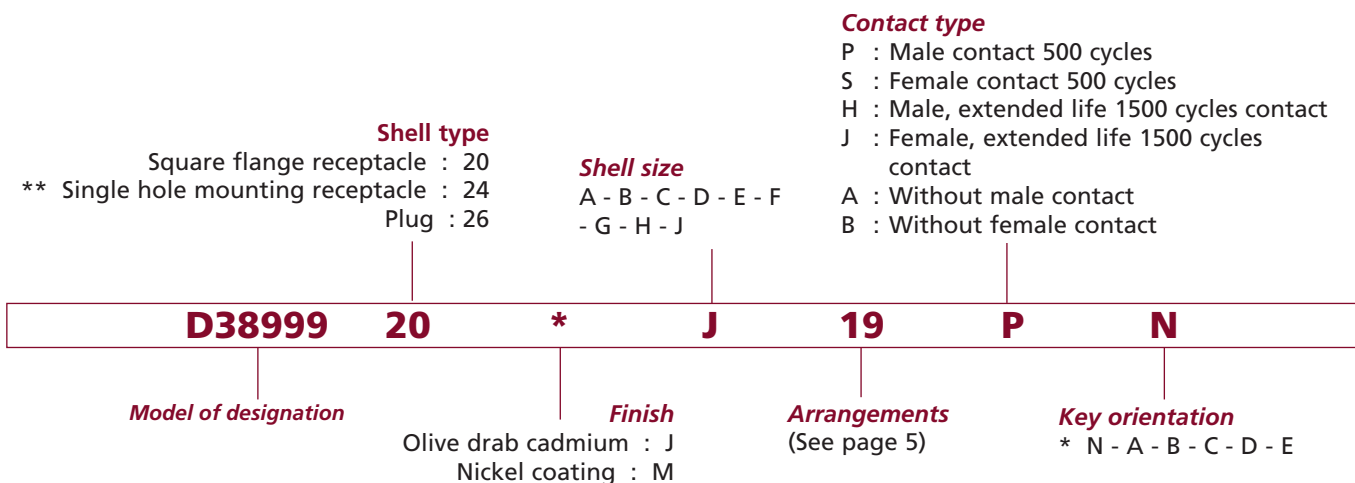 Contact type
P : Male contact 500 cycles
S : Female contact 500 cycles
H : Male, extended life 1500 cycles contact
J : Female, extended life 1500 cycles
contact
A : Without male contact
B : Without female contact
Shell type
Square flange receptacle : 20
** Single hole mounting receptacle : 24
Plug : 26
Shell size
A - B - C - D - E - F
- G - H - J
D38999 20 * J 19 P N
Model of designation
Finish
Olive drab cadmium : J
Nickel coating : M
Arrangements
(See page 5)
Key orientation
* N - A - B - C - D - E